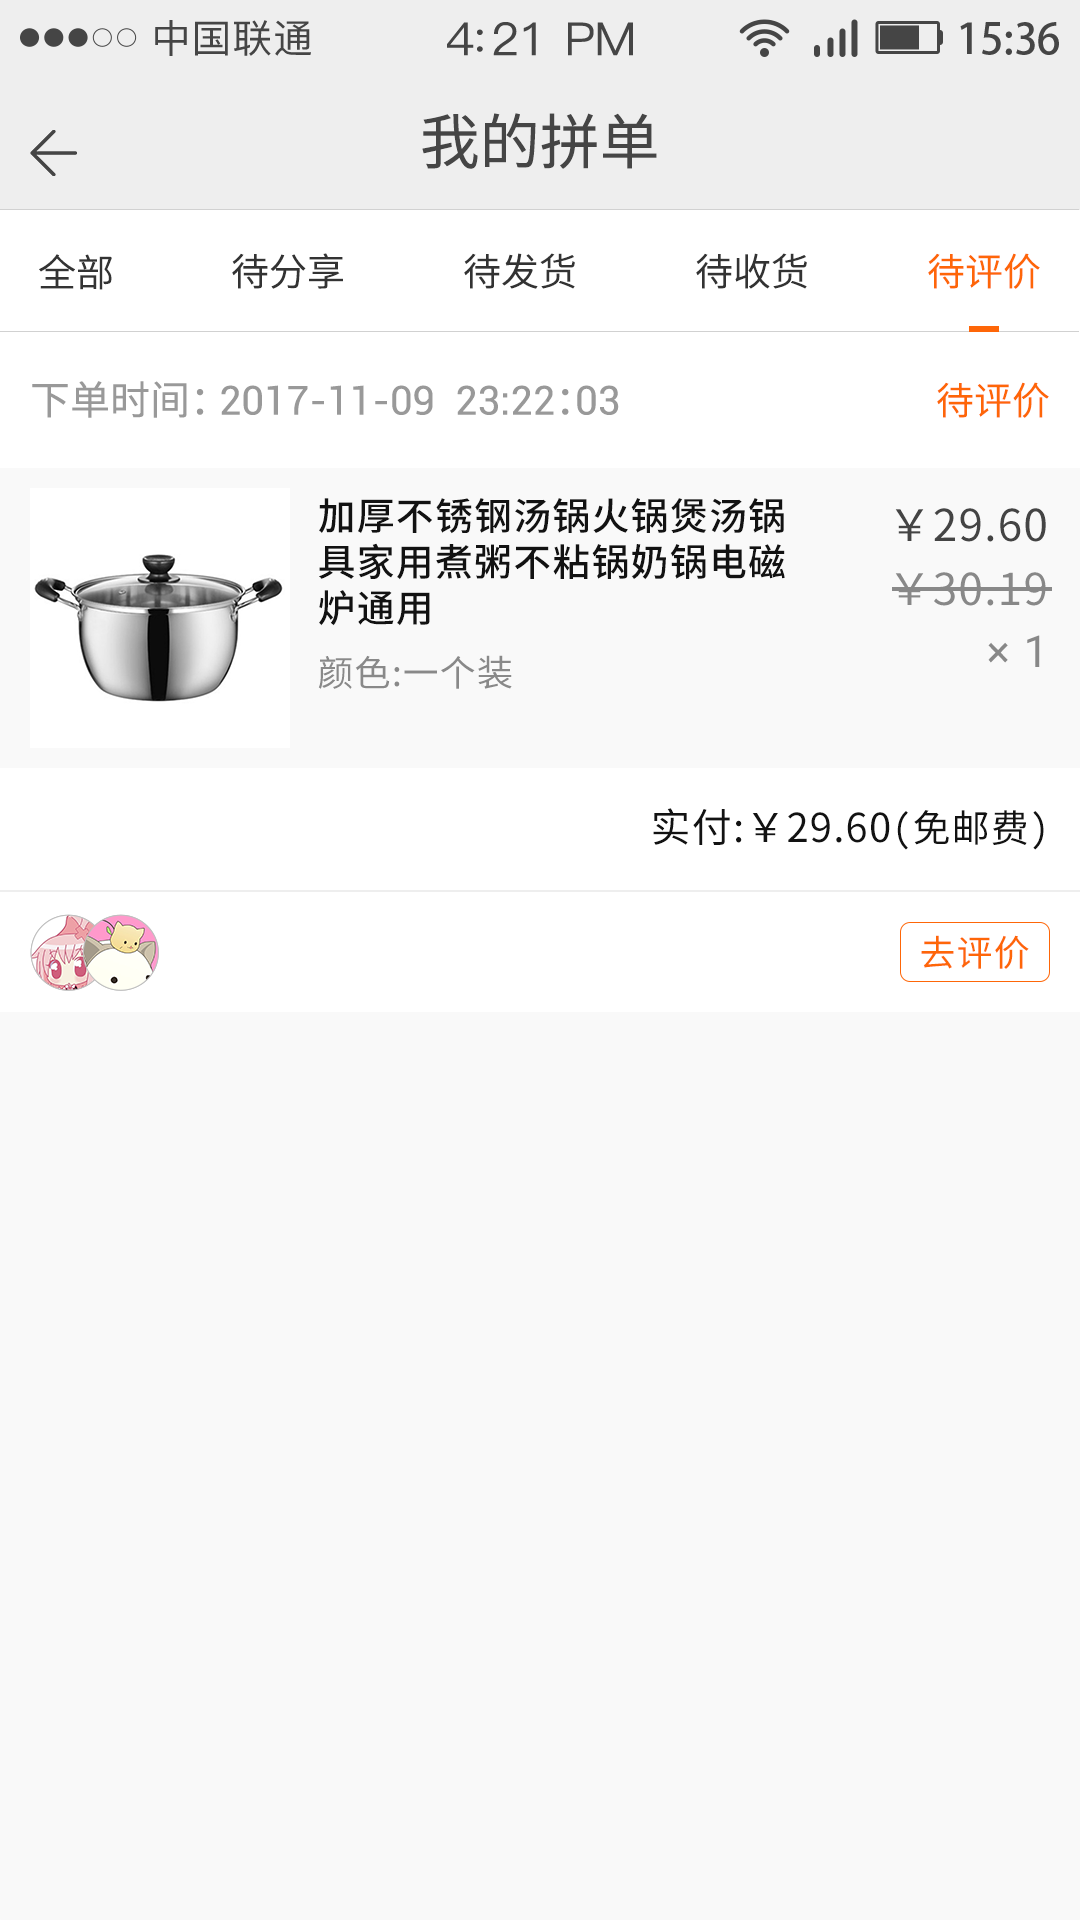 中国联通 4:21 PM 15:36
我的拼单
全部 待分享 待发货 待收货 待评价
下单时间：2017-11-09 23:22:03 待评价
加厚不锈钢汤锅火锅煲汤锅 ￥29.60
具家用煮粥不粘锅奶锅电磁 ￥30.19
炉通用 × 1
颜色:一个装
实付:￥29.60(免邮费)
去评价